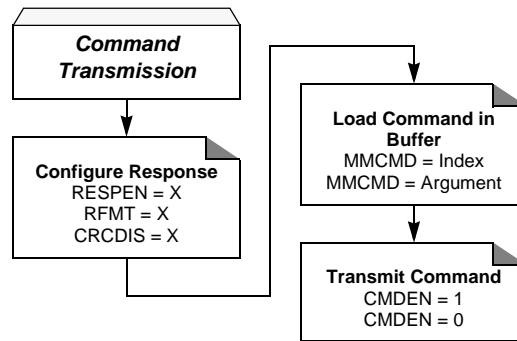 Command
Transmission
Configure Response
RESPEN = X
RFMT = X
CRCDIS = X
Load Command in
Buffer
MMCMD = Index
MMCMD = Argument
Transmit Command
CMDEN = 1
CMDEN = 0